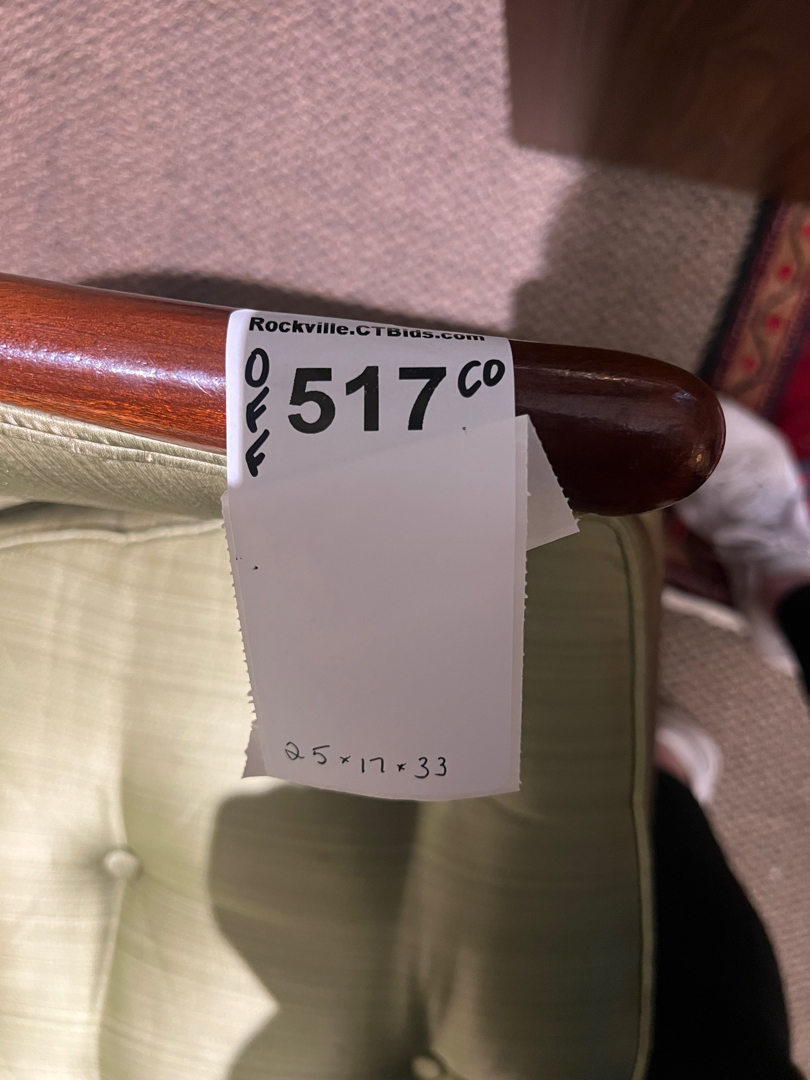 Rockville.CTBids.com
OFF
517 CO
25 x 17 x 33